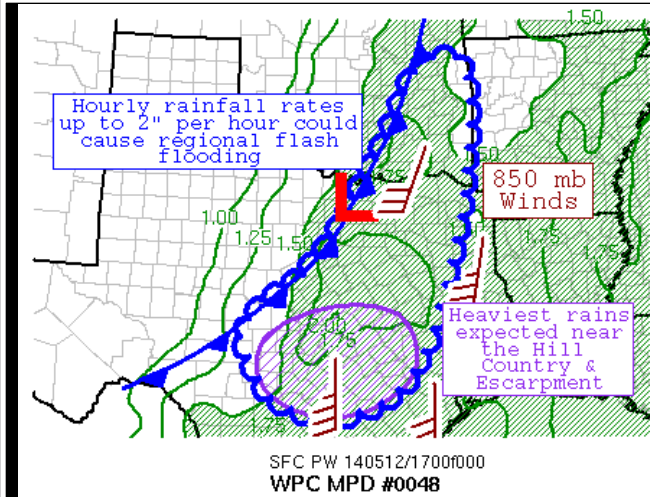 1.50
Hourly rainfall rates
up to 2" per hour could
cause regional flash
flooding
850 mb
Winds
1.00
1.25
1.50
1.75
1.75
Heaviest rains
expected near
the Hill
Country &
Escarpment
2.00
1.75
1.75
SFC PW 140512/1700f000
WPC MPD #0048